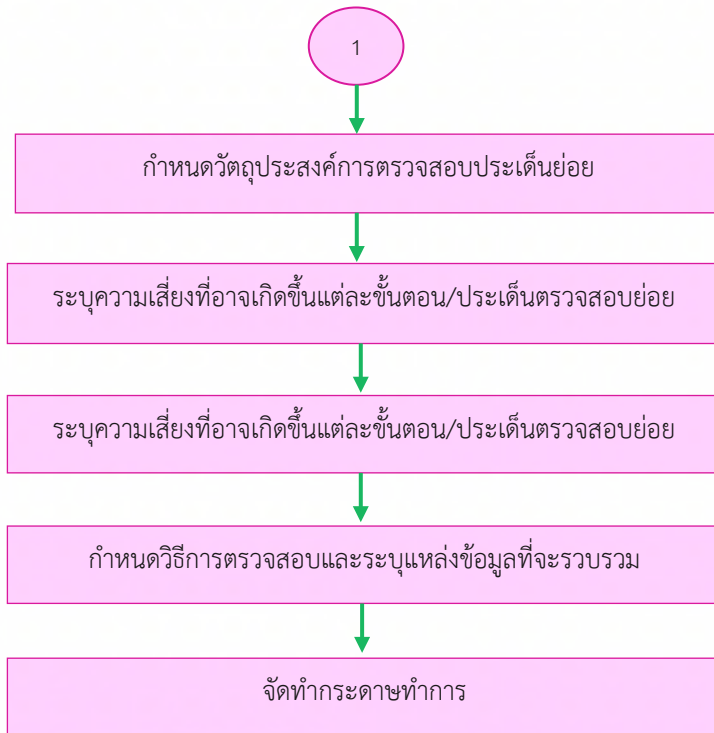 1
กำหนดวัตถุประสงค์การตรวจสอบประเด็นย่อย
ระบุความเสี่ยงที่อาจเกิดขึ้นแต่ละขั้นตอน/ประเด็นตรวจสอบย่อย
ระบุความเสี่ยงที่อาจเกิดขึ้นแต่ละขั้นตอน/ประเด็นตรวจสอบย่อย
กำหนดวิธีการตรวจสอบและระบุแหล่งข้อมูลที่จะรวบรวม
จัดทำกระดาษทำการ